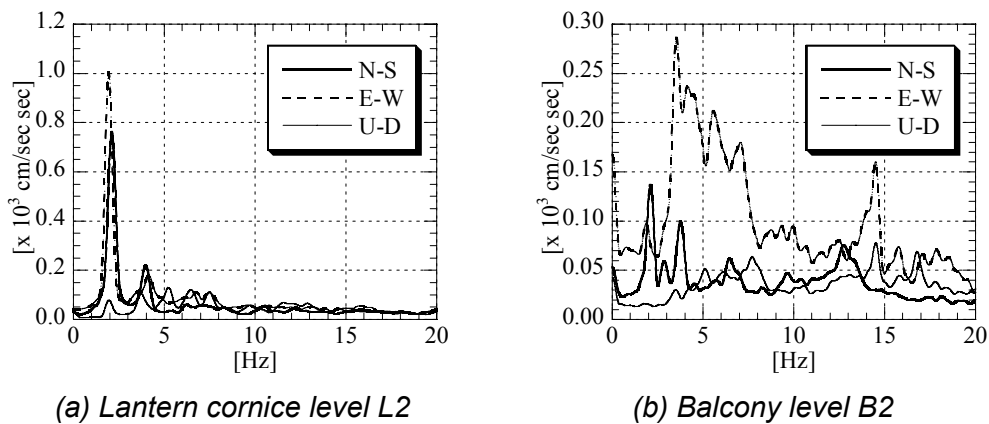 1.2
1.0
0.8
0.6
0.4
0.2
0.0
[x 10³ cm/sec sec]
N-S
E-W
U-D
0 5 10 15 20
[Hz]
(a) Lantern cornice level L2
0.30
0.25
0.20
0.15
0.10
0.05
0.00
[x 10³ cm/sec sec]
N-S
E-W
U-D
0 5 10 15 20
[Hz]
(b) Balcony level B2